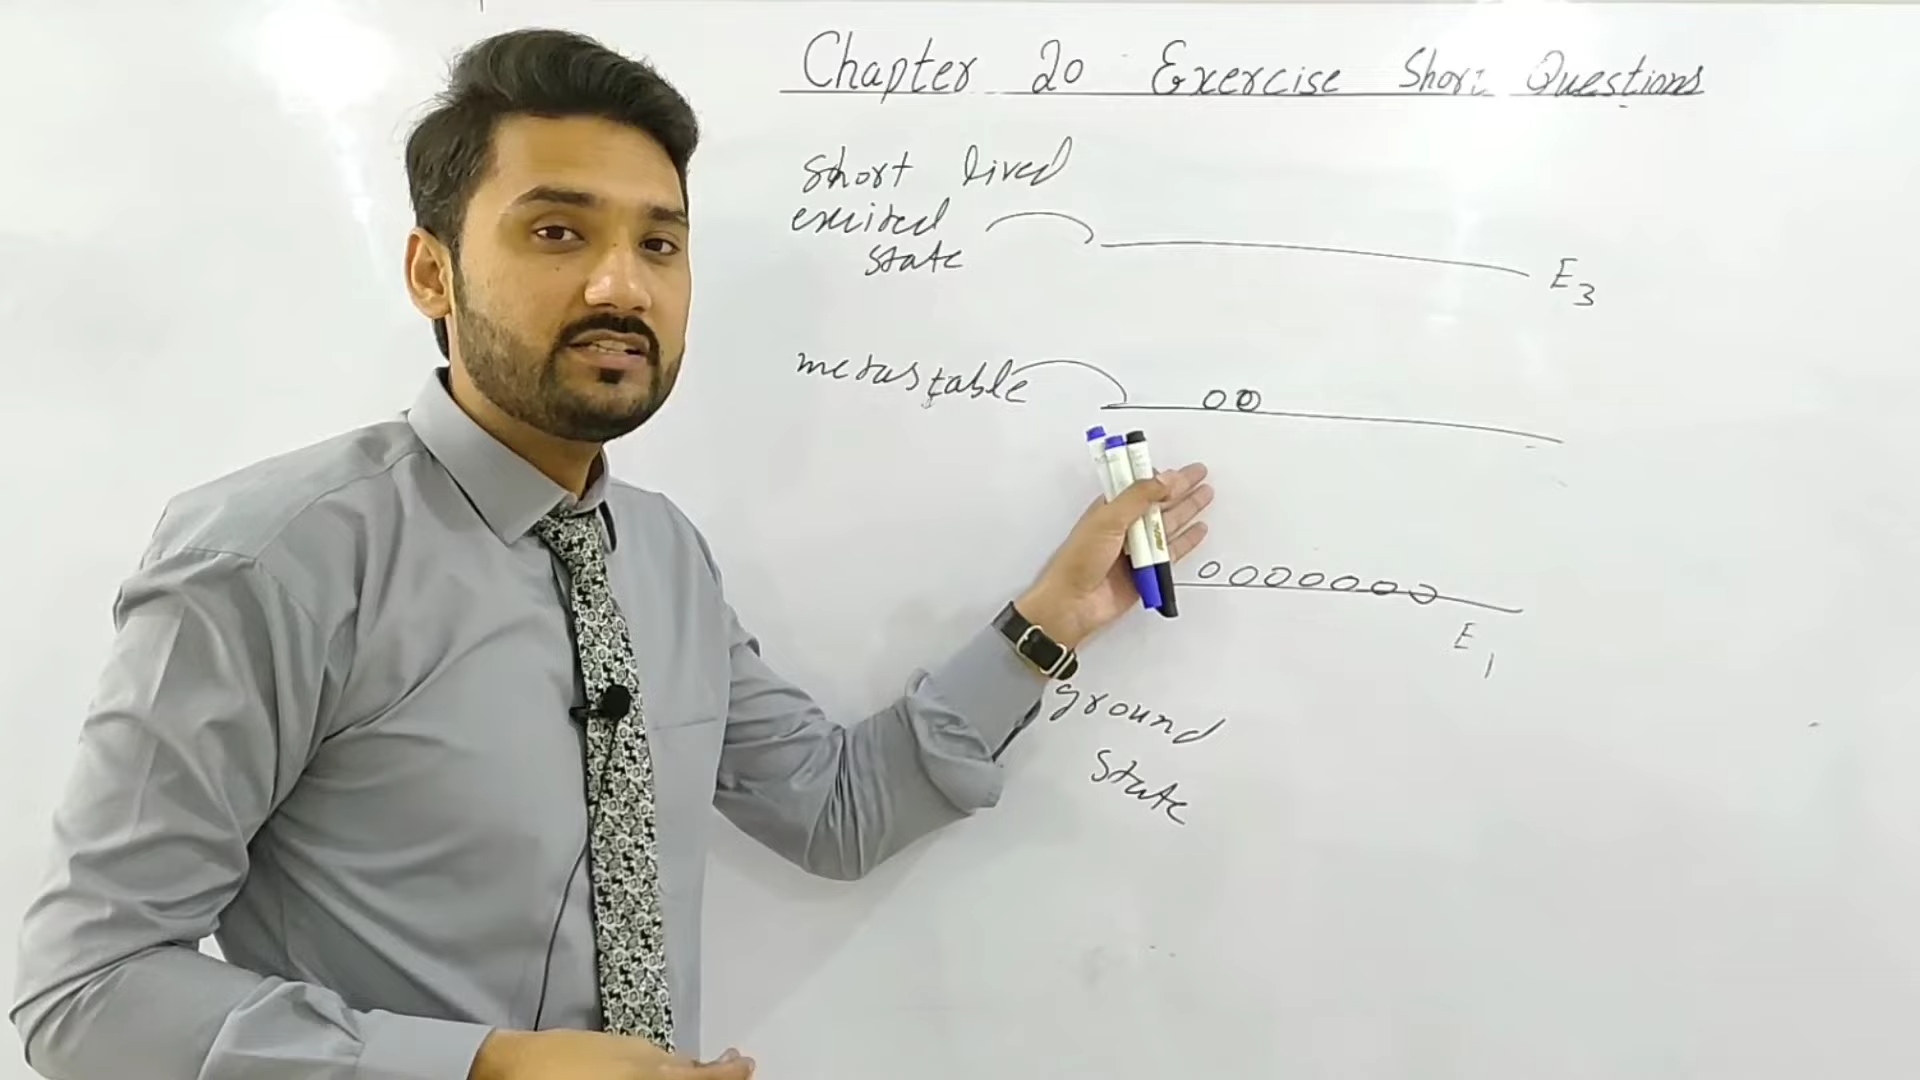 Chapter 20 Exercise Short Questions
short lived
excited
state
E3
metastable
E1
ground
state